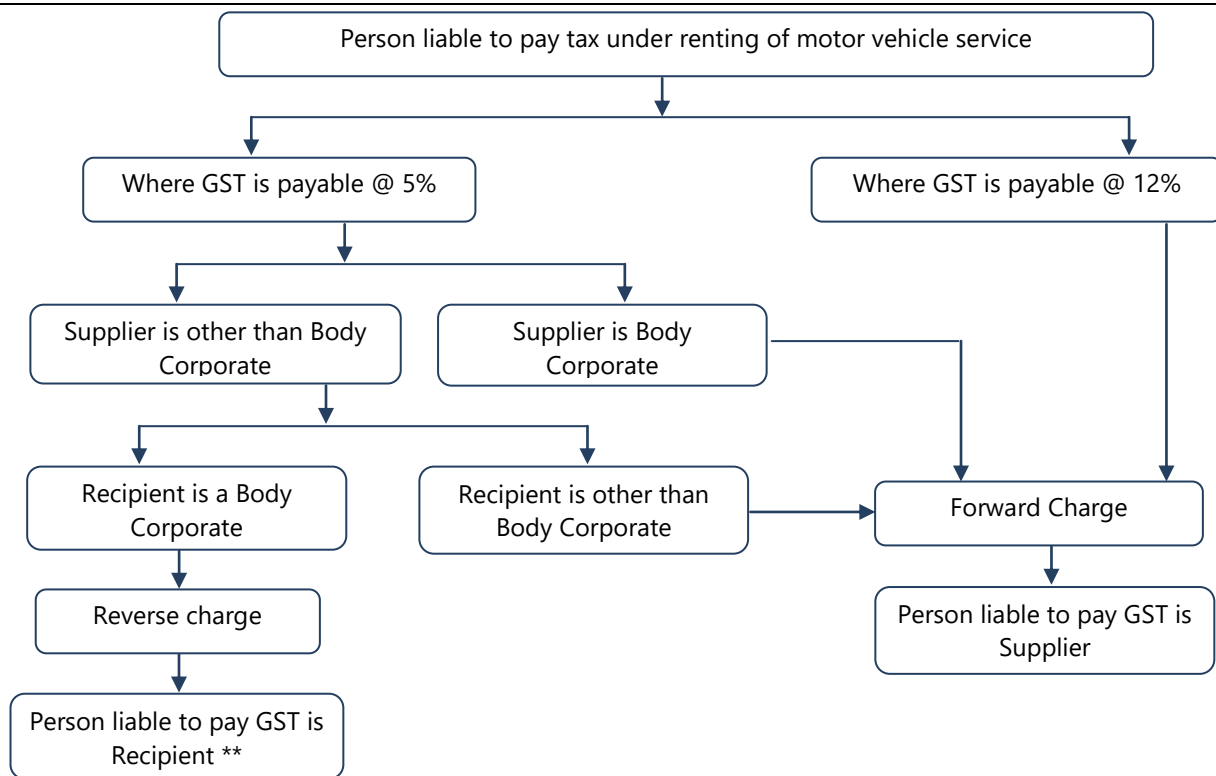 Person liable to pay tax under renting of motor vehicle service
Where GST is payable @ 5%
Where GST is payable @ 12%
Supplier is other than Body
Corporate
Supplier is Body
Corporate
Recipient is a Body
Corporate
Recipient is other than
Body Corporate
Forward Charge
Reverse charge
Person liable to pay GST is
Supplier
Person liable to pay GST is
Recipient **